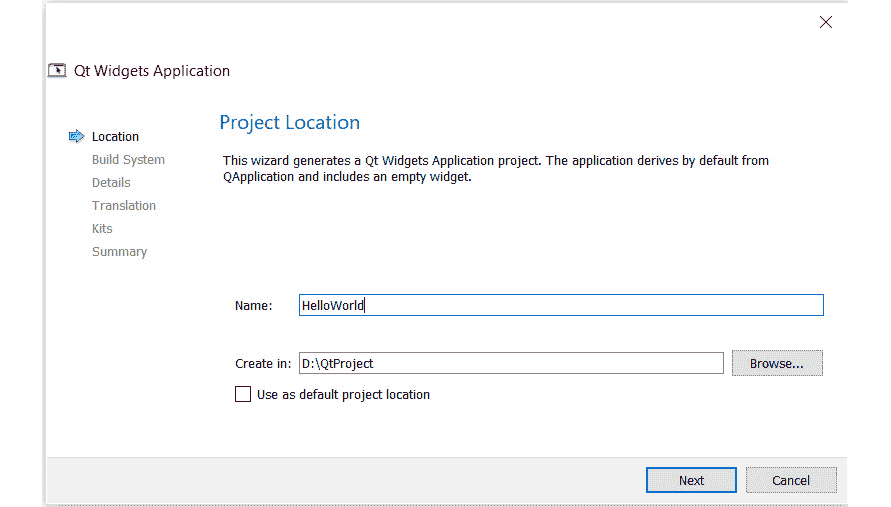 Qt Widgets Application
Location
Build System
Details
Translation
Kits
Summary
Project Location
This wizard generates a Qt Widgets Application project. The application derives by default from
QApplication and includes an empty widget.
Name:
HelloWorld
Create in:
D:\QtProject
Browse...
Use as default project location
Next
Cancel